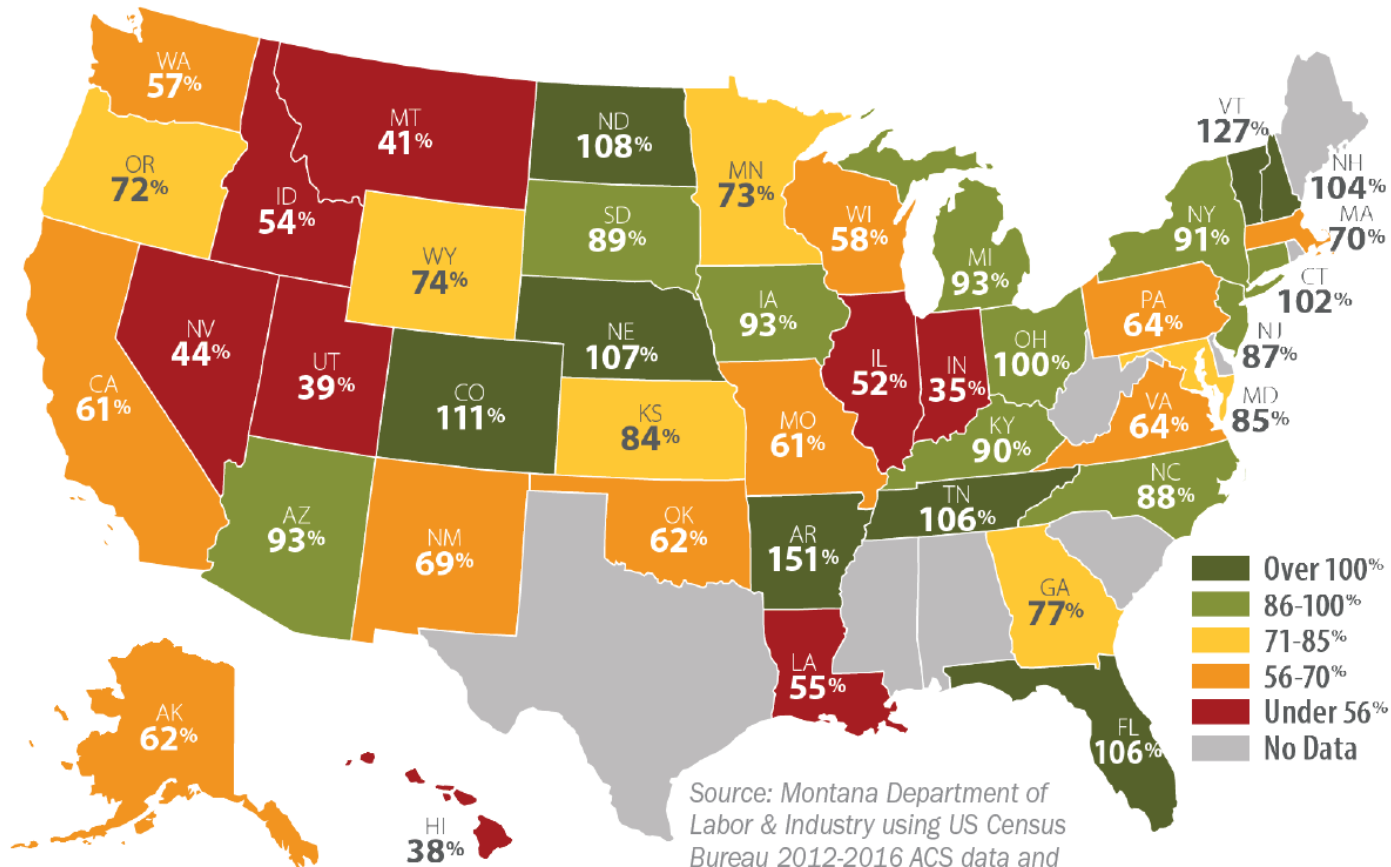 WA
57%
MT
41%
ND
108%
MN
73%
VT
127%
NH
104%
OR
72%
ID
54%
SD
89%
WI
58%
MI
93%
NY
91%
MA
70%
WY
74%
IA
93%
CT
102%
PA
64%
NJ
87%
NV
44%
UT
39%
NE
107%
IL
52%
IN
35%
OH
100%
MD
85%
CA
61%
CO
111%
KS
84%
MO
61%
KY
90%
VA
64%
AZ
93%
NM
69%
OK
62%
AR
151%
TN
106%
NC
88%
GA
77%
LA
55%
FL
106%
AK
62%
HI
38%
Over 100%
86-100%
71-85%
56-70%
Under 56%
No Data
Source: Montana Department of
Labor & Industry using US Census
Bureau 2012-2016 ACS data and